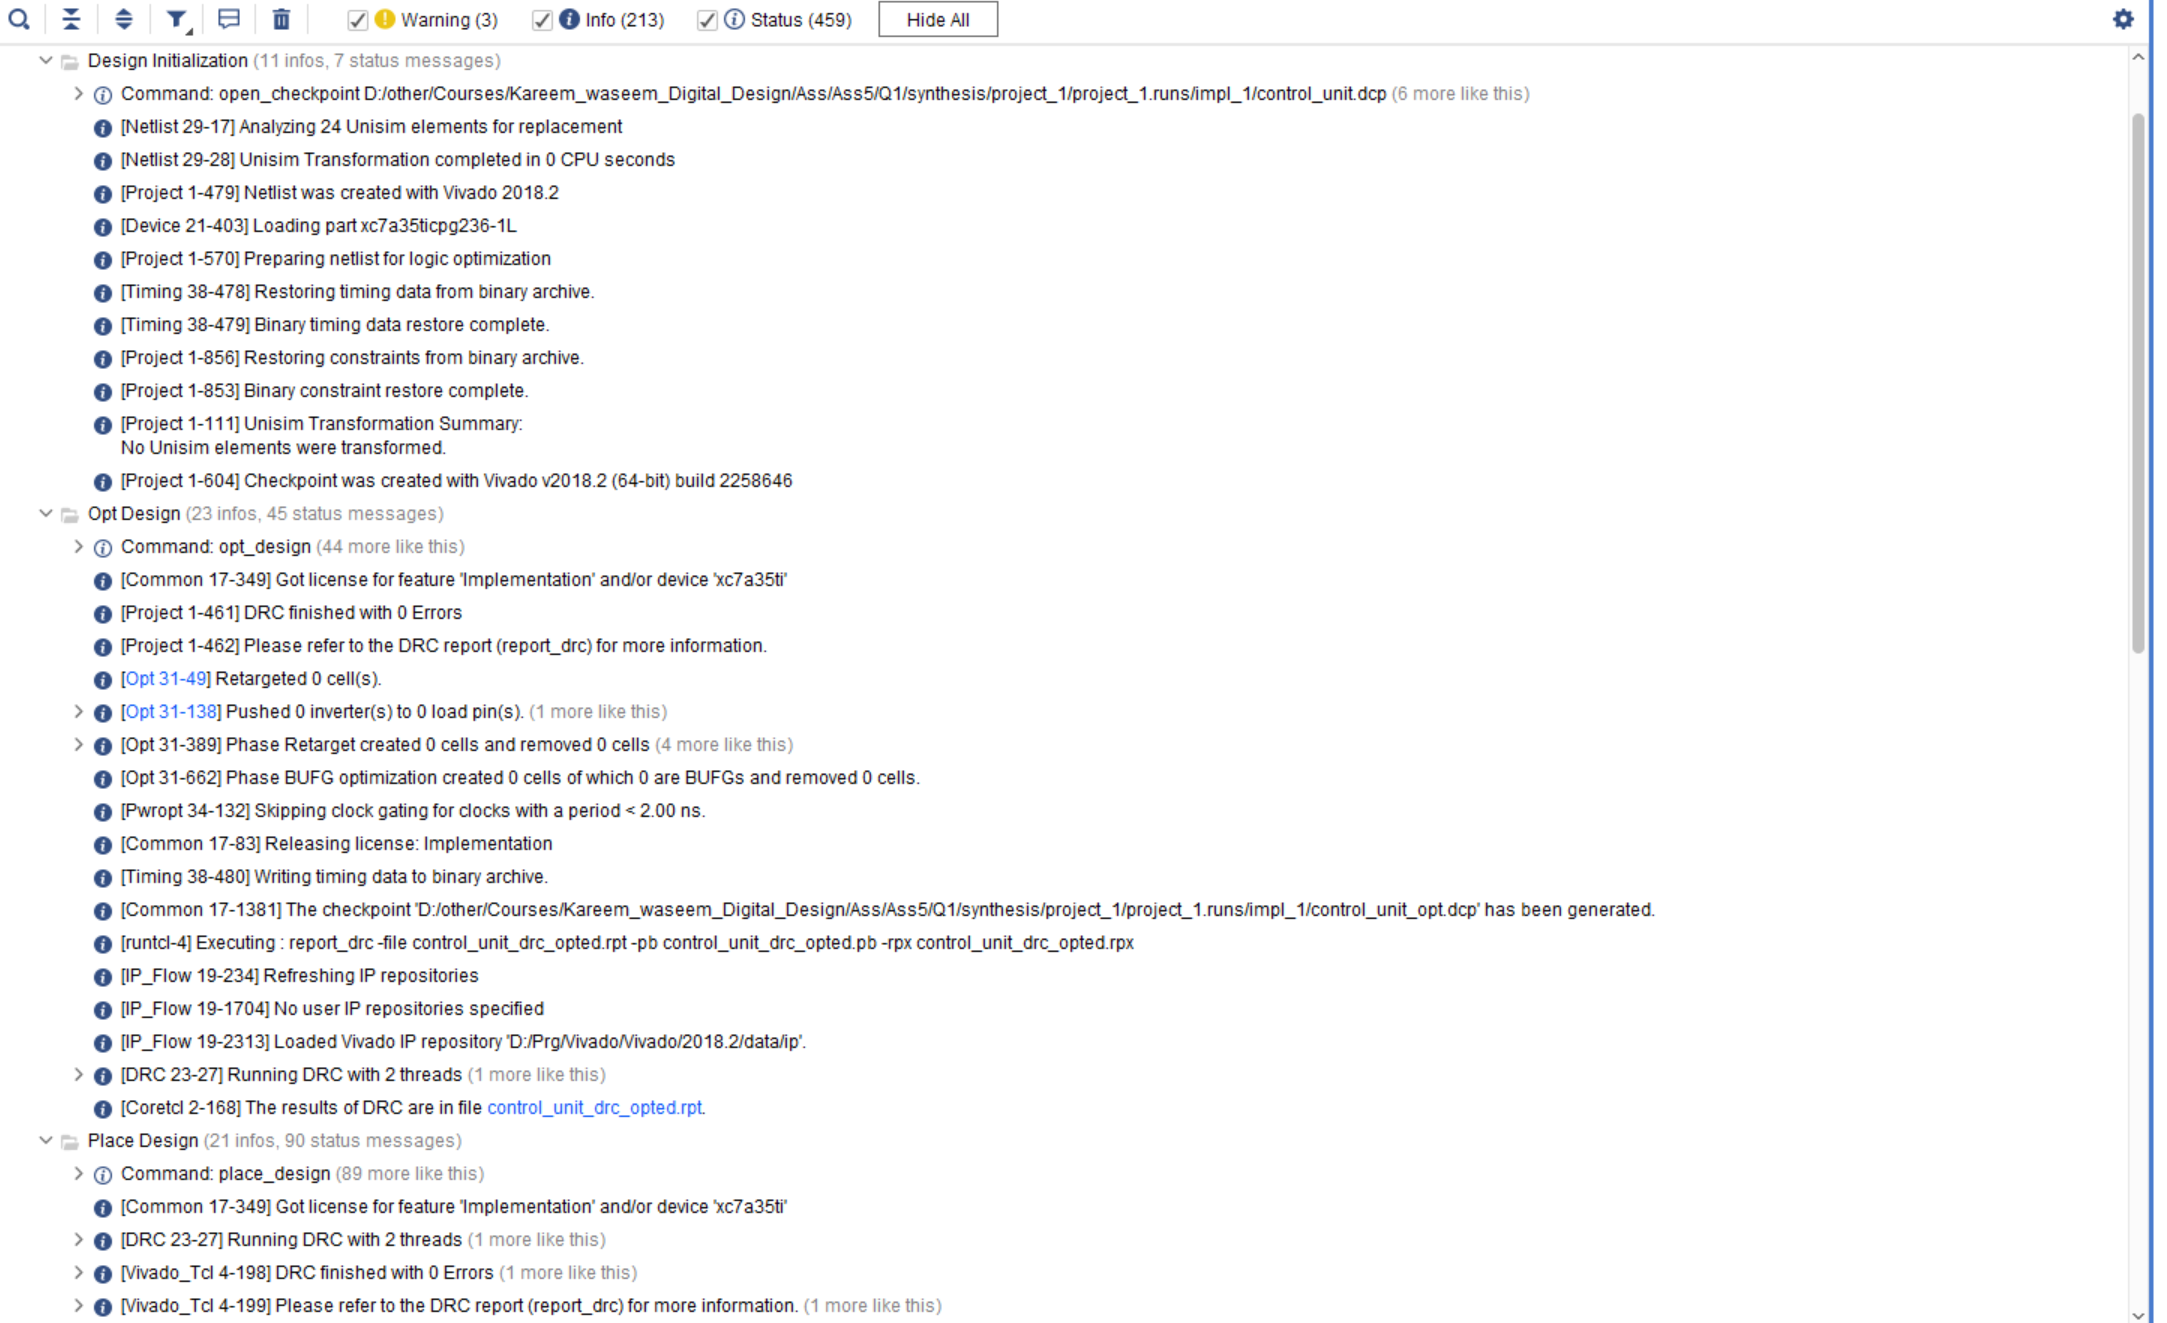 Warning (3) Info (213) Status (459) Hide All
Design Initialization (11 infos, 7 status messages)
Command: open_checkpoint D:/other/Courses/Kareem_waseem_Digital_Design/Ass/Ass5/Q1/synthesis/project_1/project_1.runs/impl_1/control_unit.dcp (6 more like this)
[Netlist 29-17] Analyzing 24 Unisim elements for replacement
[Netlist 29-28] Unisim Transformation completed in 0 CPU seconds
[Project 1-479] Netlist was created with Vivado 2018.2
[Device 21-403] Loading part xc7a35ticpg236-1L
[Project 1-570] Preparing netlist for logic optimization
[Timing 38-478] Restoring timing data from binary archive.
[Timing 38-479] Binary timing data restore complete.
[Project 1-856] Restoring constraints from binary archive.
[Project 1-853] Binary constraint restore complete.
[Project 1-111] Unisim Transformation Summary:
No Unisim elements were transformed.
[Project 1-604] Checkpoint was created with Vivado v2018.2 (64-bit) build 2258646
Opt Design (23 infos, 45 status messages)
Command: opt_design (44 more like this)
[Common 17-349] Got license for feature 'Implementation' and/or device 'xc7a35ti'
[Project 1-461] DRC finished with 0 Errors
[Project 1-462] Please refer to the DRC report (report_drc) for more information.
[Opt 31-49] Retargeted 0 cell(s).
[Opt 31-138] Pushed 0 inverter(s) to 0 load pin(s). (1 more like this)
[Opt 31-389] Phase Retarget created 0 cells and removed 0 cells (4 more like this)
[Opt 31-662] Phase BUFG optimization created 0 cells of which 0 are BUFGs and removed 0 cells.
[Pwropt 34-132] Skipping clock gating for clocks with a period < 2.00 ns.
[Common 17-83] Releasing license: Implementation
[Timing 38-480] Writing timing data to binary archive.
[Common 17-1381] The checkpoint 'D:/other/Courses/Kareem_waseem_Digital_Design/Ass/Ass5/Q1/synthesis/project_1/project_1.runs/impl_1/control_unit_opt.dcp' has been generated.
[runtcl-4] Executing : report_drc -file control_unit_drc_opted.rpt -pb control_unit_drc_opted.pb -rpx control_unit_drc_opted.rpx
[IP_Flow 19-234] Refreshing IP repositories
[IP_Flow 19-1704] No user IP repositories specified
[IP_Flow 19-2313] Loaded Vivado IP repository 'D:/Prg/Vivado/Vivado/2018.2/data/ip'.
[DRC 23-27] Running DRC with 2 threads (1 more like this)
[Coretcl 2-168] The results of DRC are in file control_unit_drc_opted.rpt.
Place Design (21 infos, 90 status messages)
Command: place_design (89 more like this)
[Common 17-349] Got license for feature 'Implementation' and/or device 'xc7a35ti'
[DRC 23-27] Running DRC with 2 threads (1 more like this)
[Vivado_Tcl 4-198] DRC finished with 0 Errors (1 more like this)
[Vivado_Tcl 4-199] Please refer to the DRC report (report_drc) for more information. (1 more like this)